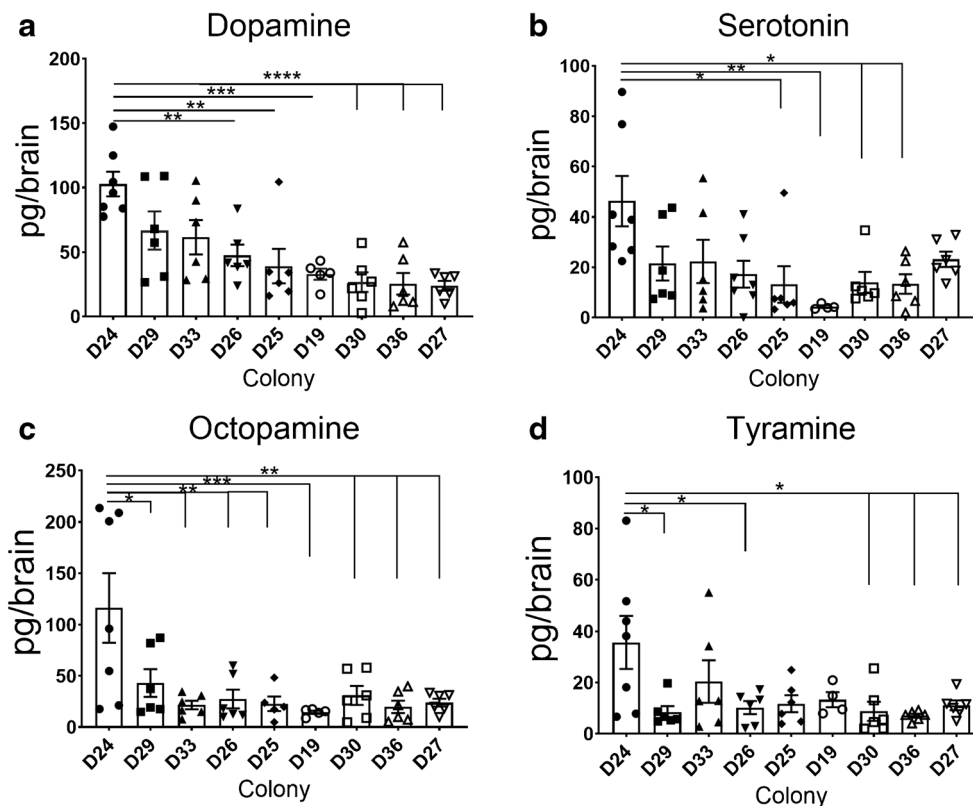 a Dopamine
pg/brain
200
150
100
50
0
****
***
**
**
D24 D29 D33 D26 D25 D19 D30 D36 D27
Colony
b Serotonin
pg/brain
100
80
60
40
20
0
*
**
*
D24 D29 D33 D26 D25 D19 D30 D36 D27
Colony
c Octopamine
pg/brain
250
200
150
100
50
0
**
***
**
*
D24 D29 D33 D26 D25 D19 D30 D36 D27
Colony
d Tyramine
pg/brain
100
80
60
40
20
0
*
*
*
D24 D29 D33 D26 D25 D19 D30 D36 D27
Colony